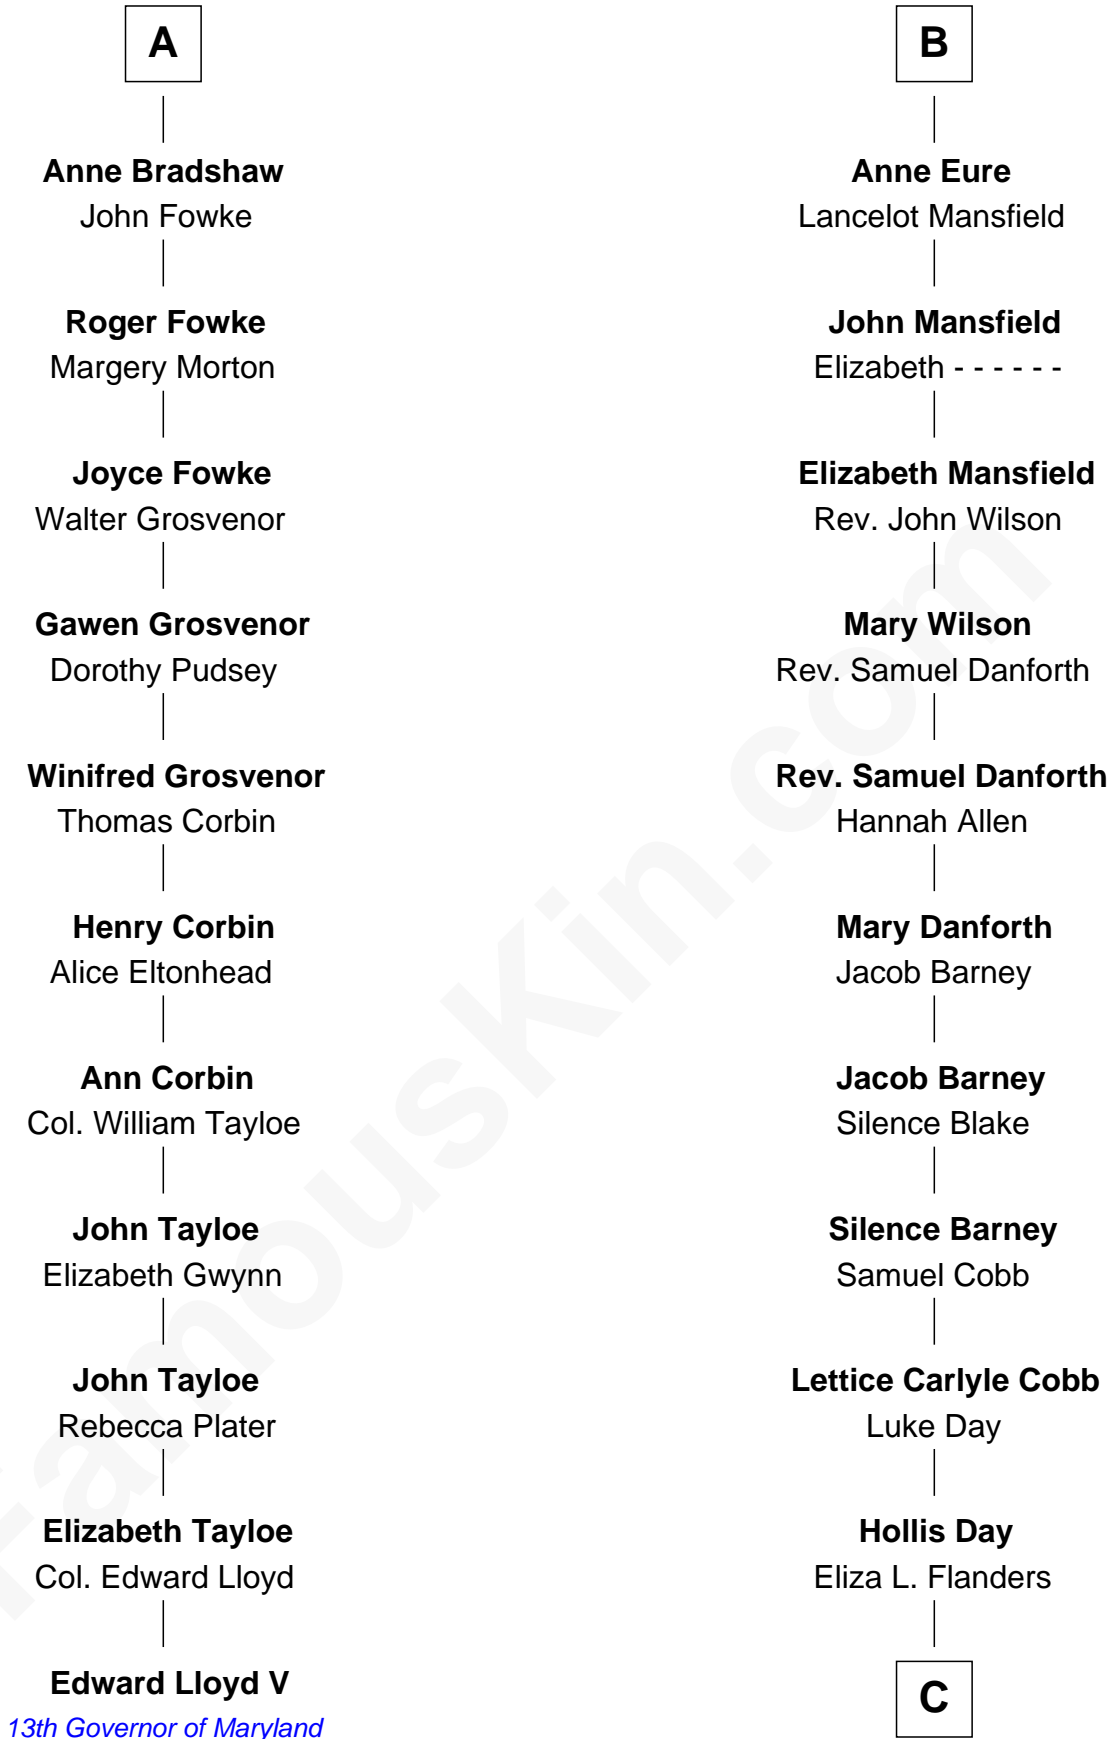 A
Anne Bradshaw
John Fowke
Roger Fowke
Margery Morton
Joyce Fowke
Walter Grosvenor
Gawen Grosvenor
Dorothy Pudsey
Winifred Grosvenor
Thomas Corbin
Henry Corbin
Alice Eltonhead
Ann Corbin
Col. William Tayloe
John Tayloe
Elizabeth Gwynn
John Tayloe
Rebecca Plater
Elizabeth Tayloe
Col. Edward Lloyd
Edward Lloyd V
13th Governor of Maryland
B
Anne Eure
Lancelot Mansfield
John Mansfield
Elizabeth - - - - - -
Elizabeth Mansfield
Rev. John Wilson
Mary Wilson
Rev. Samuel Danforth
Rev. Samuel Danforth
Hannah Allen
Mary Danforth
Jacob Barney
Jacob Barney
Silence Blake
Silence Barney
Samuel Cobb
Lettice Carlyle Cobb
Luke Day
Hollis Day
Eliza L. Flanders
C
FamousKin.com